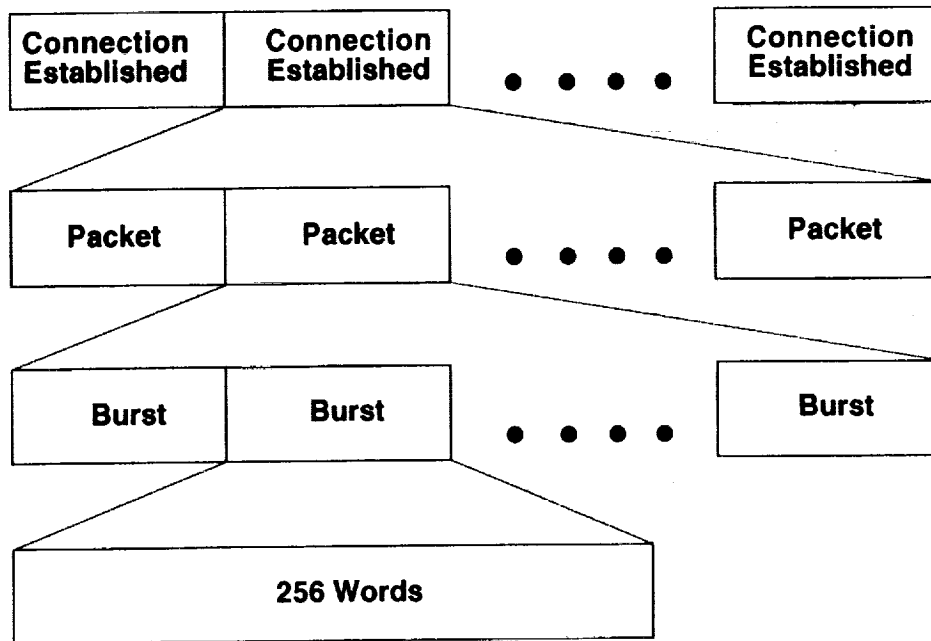 Connection
Established
Connection
Established
Connection
Established
Packet
Packet
Packet
Burst
Burst
Burst
256 Words